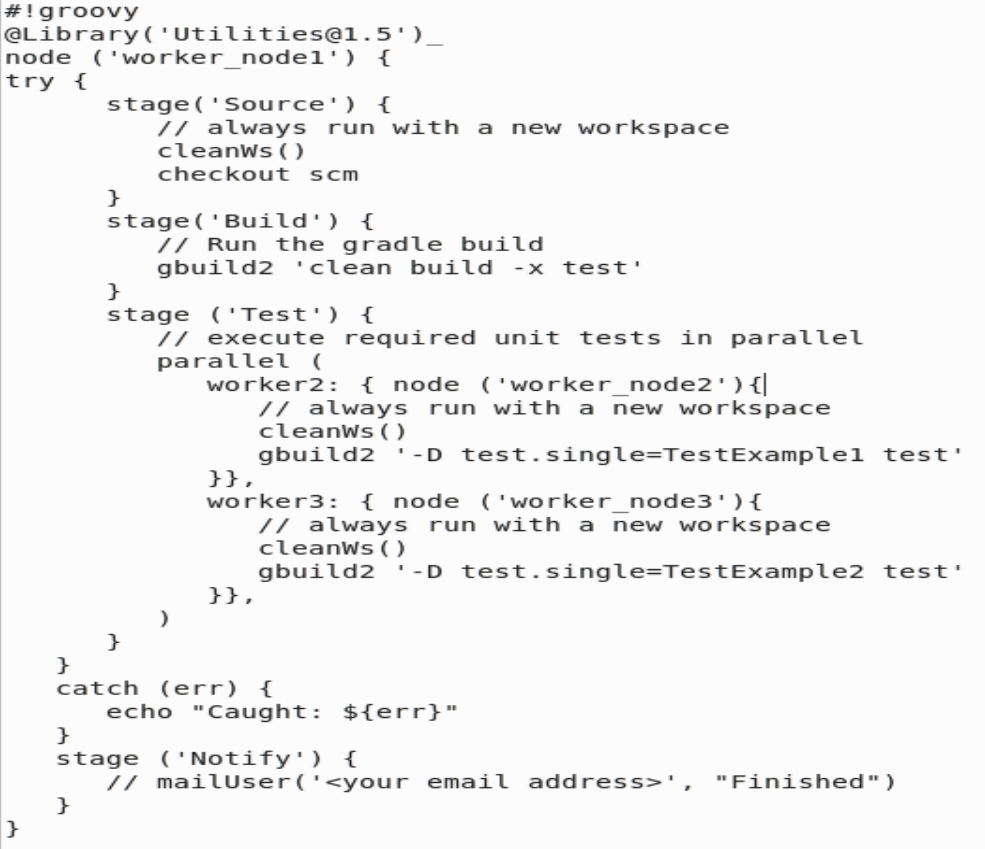 #!groovy
@Library('Utilities@1.5')_
node ('worker_node1') {
try {
        stage('Source') {
            // always run with a new workspace
            cleanWs()
            checkout scm
        }
        stage('Build') {
            // Run the gradle build
            gbuild2 'clean build -x test'
        }
        stage ('Test') {
            // execute required unit tests in parallel
            parallel (
                worker2: { node ('worker_node2'){
                    // always run with a new workspace
                    cleanWs()
                    gbuild2 '-D test.single=TestExample1 test'
                }},
                worker3: { node ('worker_node3'){
                    // always run with a new workspace
                    cleanWs()
                    gbuild2 '-D test.single=TestExample2 test'
                }},
            )
        }
    }
    catch (err) {
        echo "Caught: ${err}"
    }
    stage ('Notify') {
        // mailUser('<your email address>', "Finished")
    }
}